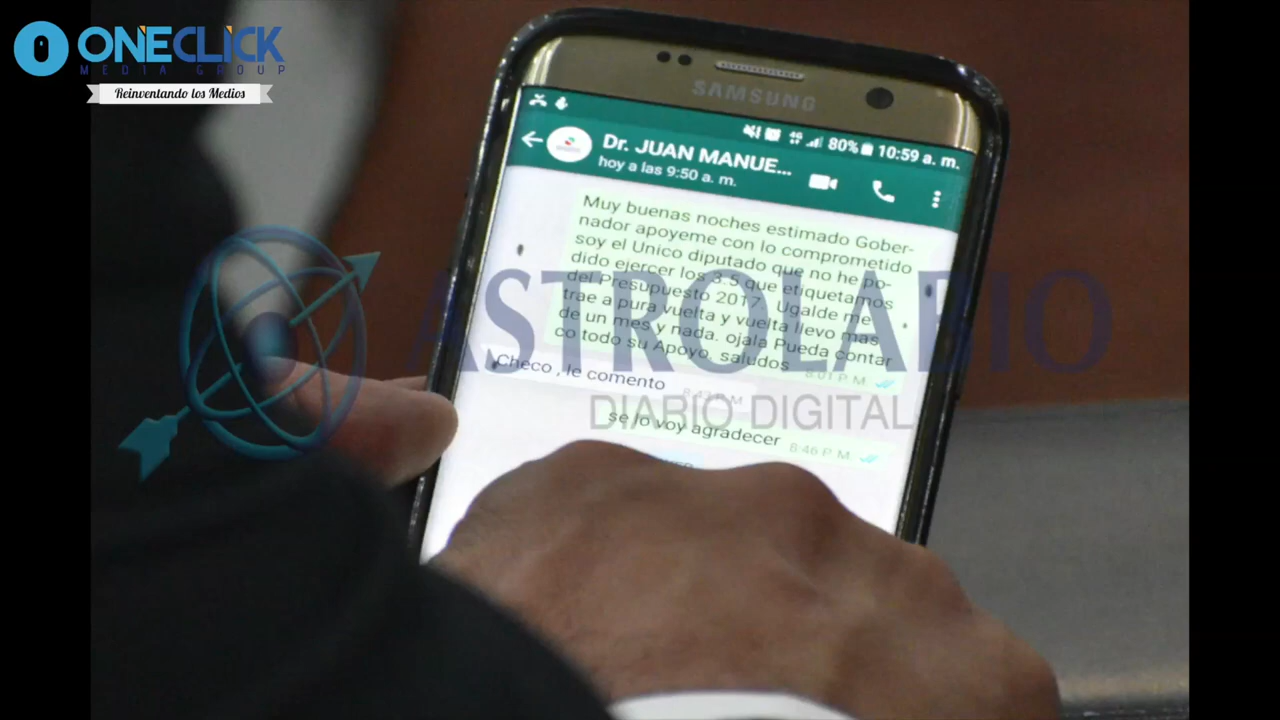 ONECLICK
MEDIA GROUP
Reinventando los Medios
SAMSUNG
4G 80% 10:59 a. m.
Dr. JUAN MANUE...
hoy a las 9:50 a. m.
Muy buenas noches estimado Gober-
nador apoyeme con lo comprometido
soy el Unico diputado que no he po-
dido ejercer los 3.5 que etiquetamos
del Presupuesto 2017. Ugalde me
trae a pura vuelta y vuelta llevo mas
de un mes y nada. ojala Pueda contar
co todo su Apoyo. saludos
8:01 P M
Checo , le comento
8:43 P M
se lo voy agradecer
8:46 P M
ASTROLABIO
DIARIO DIGITAL